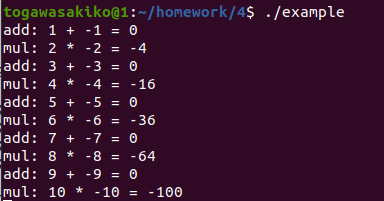 togawasakiko@1:~/homework/4$ ./example
add: 1 + -1 = 0
mul: 2 * -2 = -4
add: 3 + -3 = 0
mul: 4 * -4 = -16
add: 5 + -5 = 0
mul: 6 * -6 = -36
add: 7 + -7 = 0
mul: 8 * -8 = -64
add: 9 + -9 = 0
mul: 10 * -10 = -100